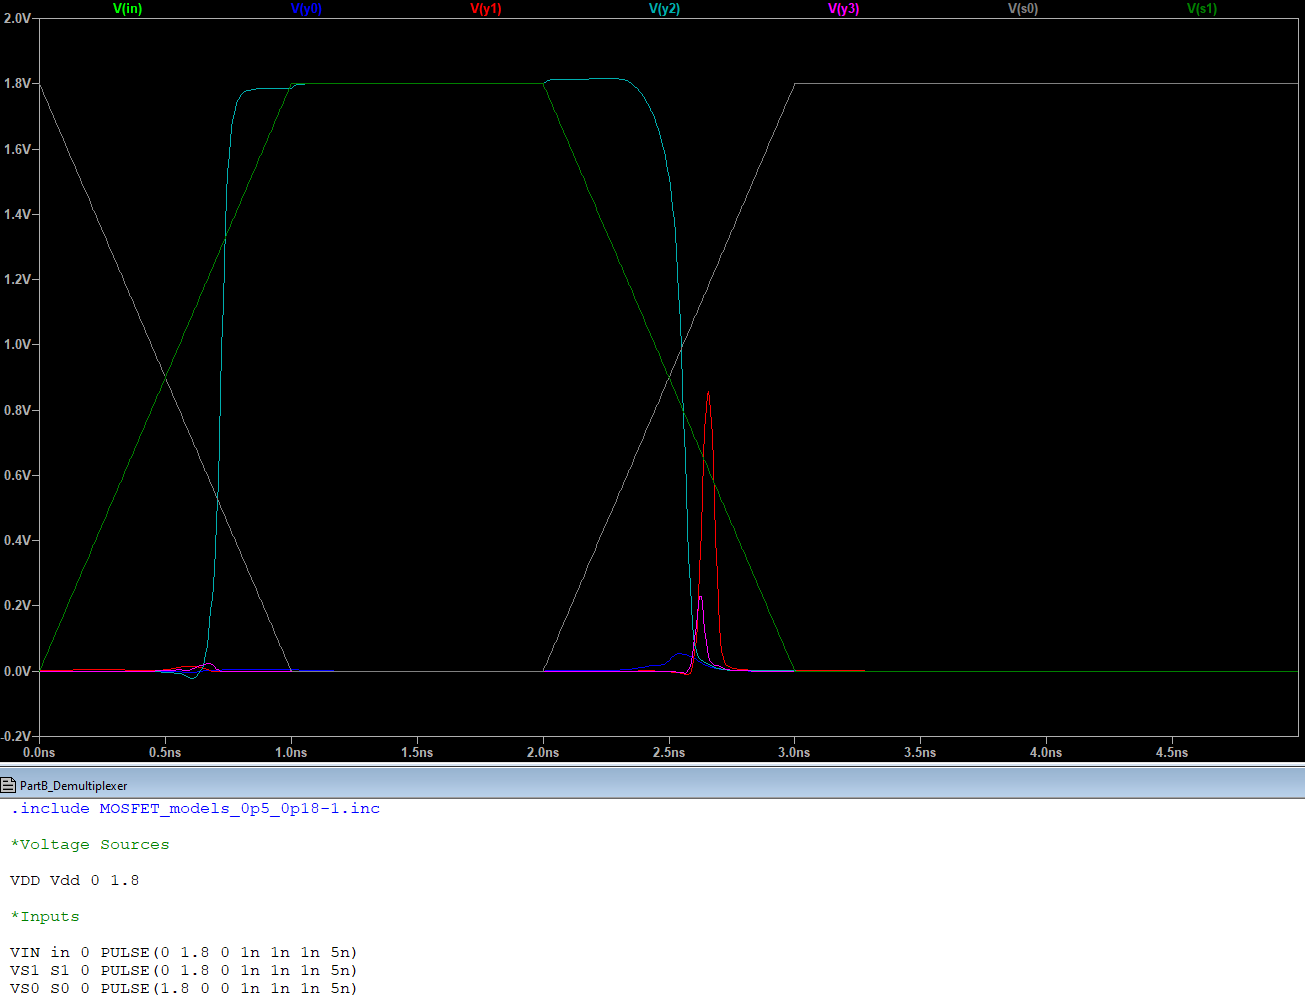 V(in) V(y0) V(y1) V(y2) V(y3) V(s0) V(s1)
2.0V
1.8V
1.6V
1.4V
1.2V
1.0V
0.8V
0.6V
0.4V
0.2V
0.0V
-0.2V
0.0ns 0.5ns 1.0ns 1.5ns 2.0ns 2.5ns 3.0ns 3.5ns 4.0ns 4.5ns
PartB_Demultiplexer
.include MOSFET_models_0p5_0p18-1.inc
*Voltage Sources
VDD Vdd 0 1.8
*Inputs
VIN in 0 PULSE(0 1.8 0 1n 1n 1n 5n)
VS1 S1 0 PULSE(0 1.8 0 1n 1n 1n 5n)
VS0 S0 0 PULSE(1.8 0 0 1n 1n 1n 5n)